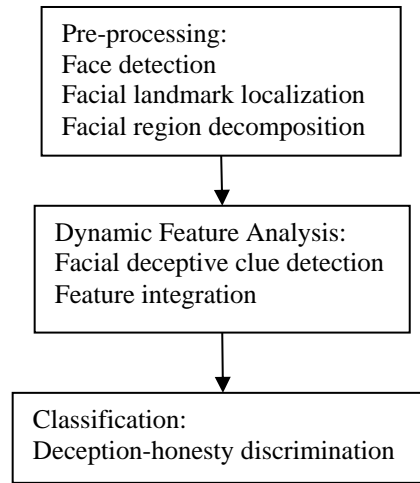 Pre-processing:
Face detection
Facial landmark localization
Facial region decomposition
Dynamic Feature Analysis:
Facial deceptive clue detection
Feature integration
Classification:
Deception-honesty discrimination